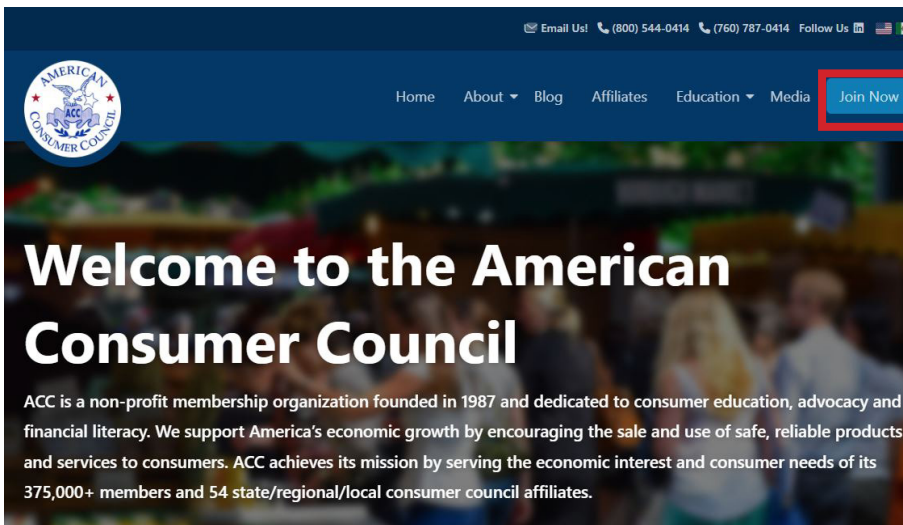 Email Us! (800) 544-0414 (760) 787-0414 Follow Us
AMERICAN
ACC
CONSUMER COUNCIL
Home About Blog Affiliates Education Media Join Now
Welcome to the American
Consumer Council
ACC is a non-profit membership organization founded in 1987 and dedicated to consumer education, advocacy and
financial literacy. We support America’s economic growth by encouraging the sale and use of safe, reliable products
and services to consumers. ACC achieves its mission by serving the economic interest and consumer needs of its
375,000+ members and 54 state/regional/local consumer council affiliates.